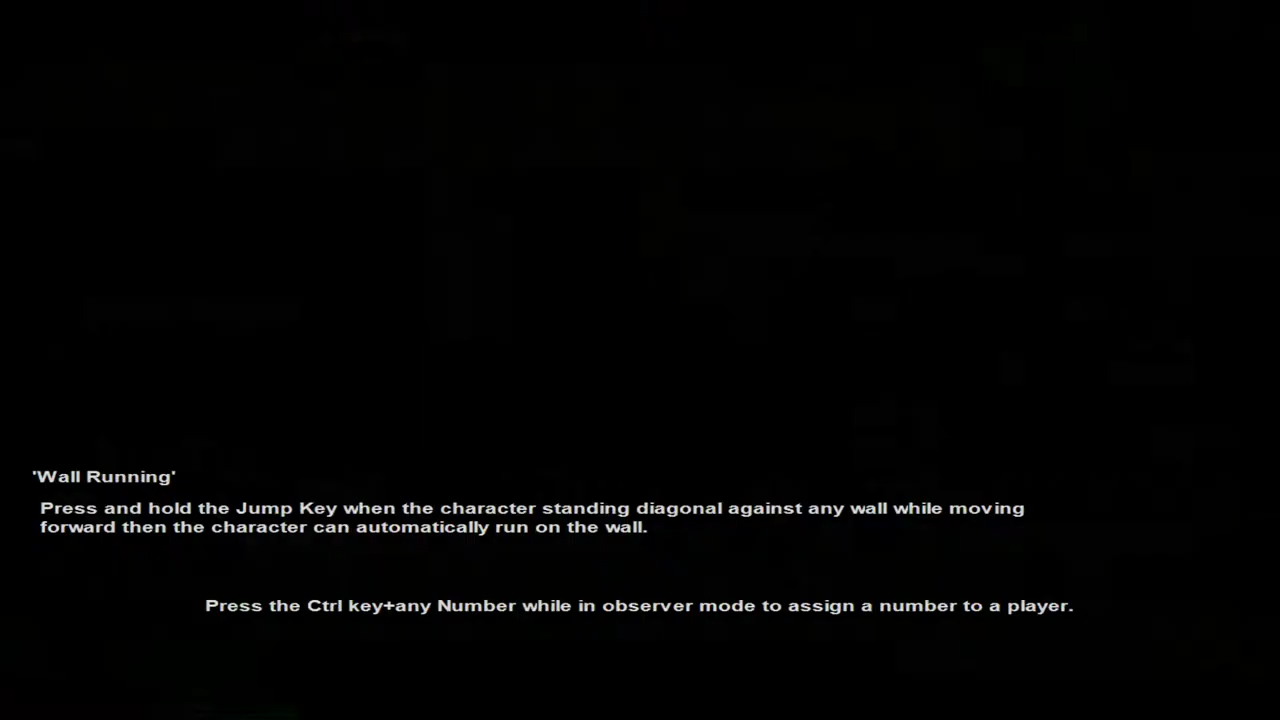 'Wall Running'
Press and hold the Jump Key when the character standing diagonal against any wall while moving
forward then the character can automatically run on the wall.
Press the Ctrl key+any Number while in observer mode to assign a number to a player.